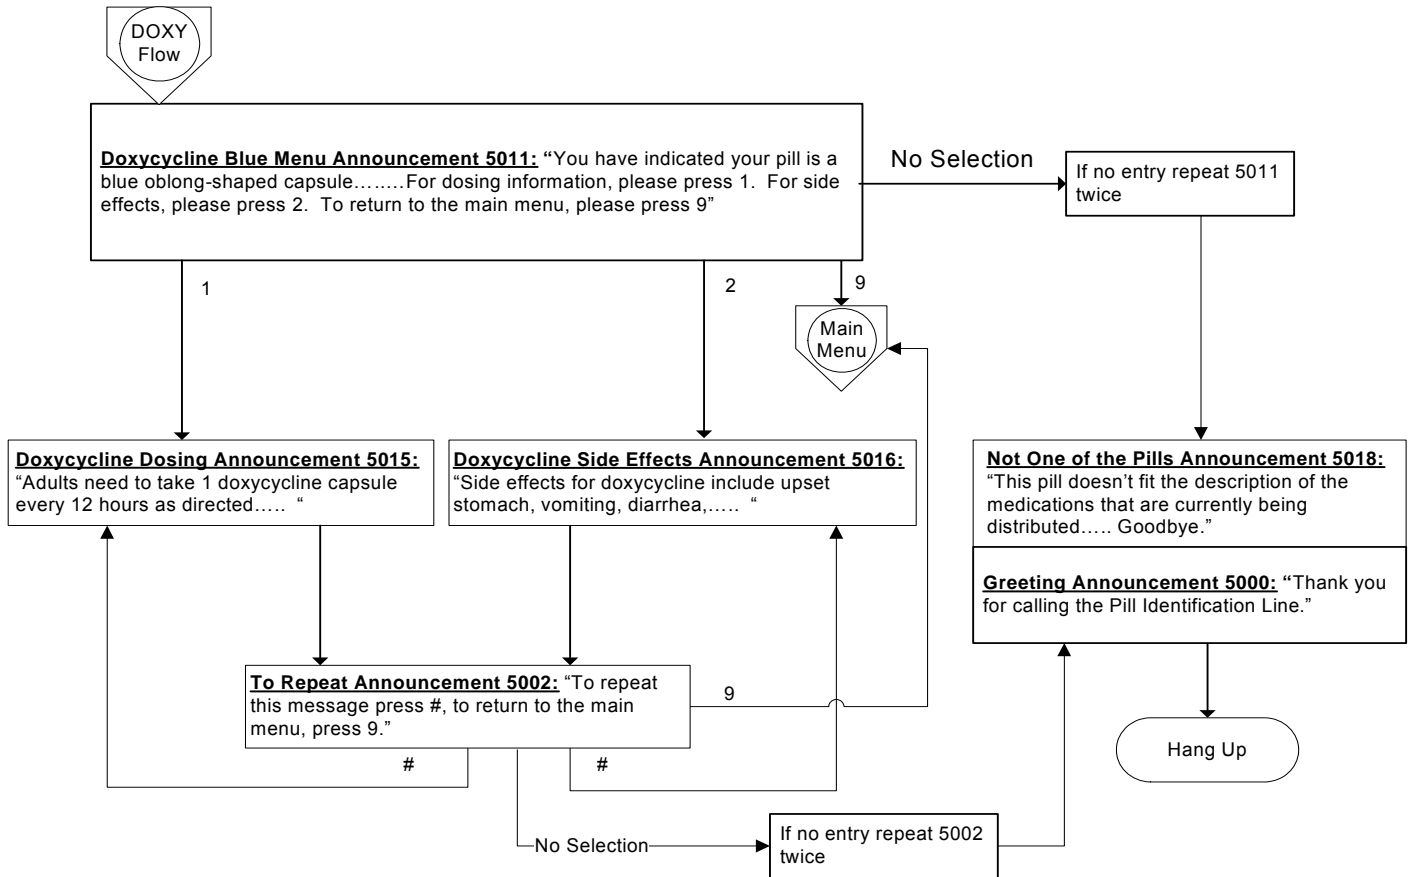 DOXY
Flow
Doxycycline Blue Menu Announcement 5011: “You have indicated your pill is a
blue oblong-shaped capsule….….For dosing information, please press 1.  For side
effects, please press 2.  To return to the main menu, please press 9”
No Selection
If no entry repeat 5011
twice
1
2
9
Main
Menu
Doxycycline Dosing Announcement 5015:
“Adults need to take 1 doxycycline capsule
every 12 hours as directed….. “
Doxycycline Side Effects Announcement 5016:
“Side effects for doxycycline include upset
stomach, vomiting, diarrhea,….. “
Not One of the Pills Announcement 5018:
“This pill doesn’t fit the description of the
medications that are currently being
distributed….. Goodbye.”
Greeting Announcement 5000: “Thank you
for calling the Pill Identification Line.”
To Repeat Announcement 5002: “To repeat
this message press #, to return to the main
menu, press 9.”
9
#
#
Hang Up
No Selection
If no entry repeat 5002
twice